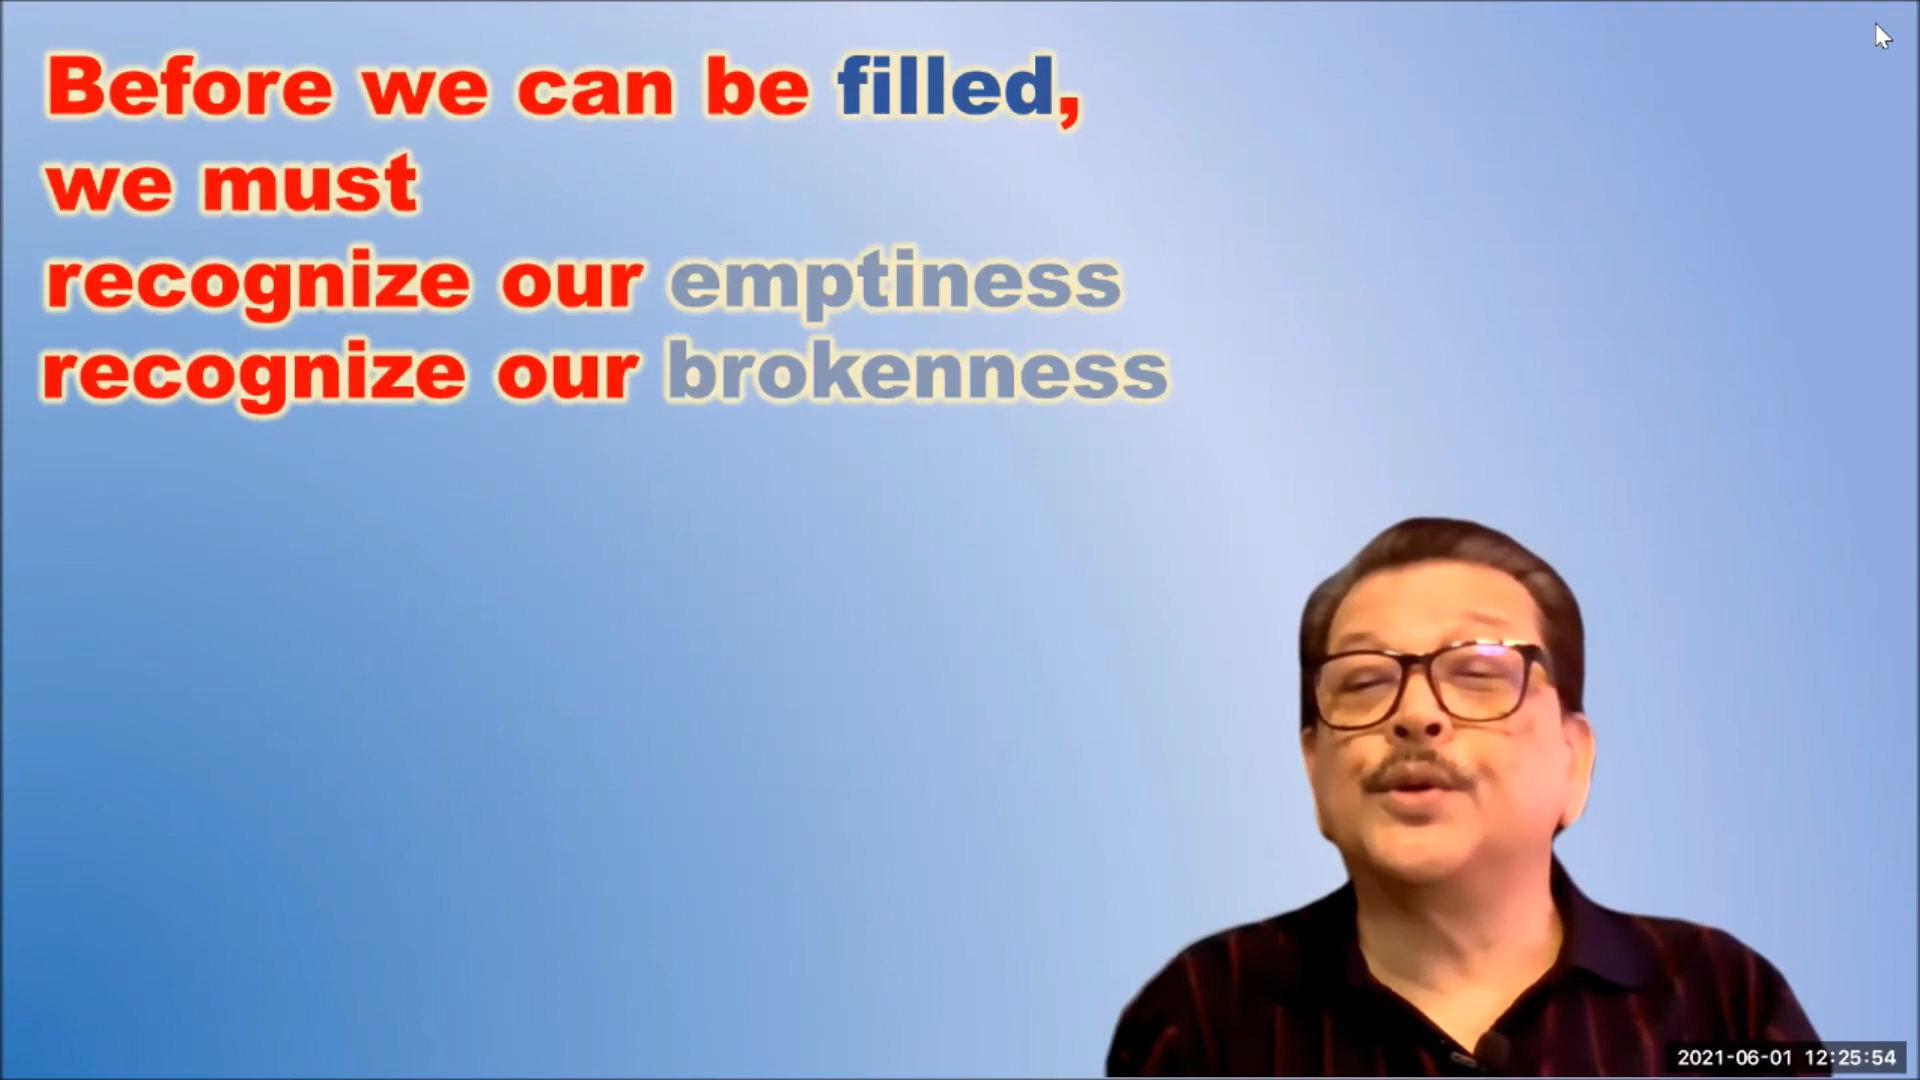 Before we can be filled,
we must
recognize our emptiness
recognize our brokenness
2021-06-01 12:25:54